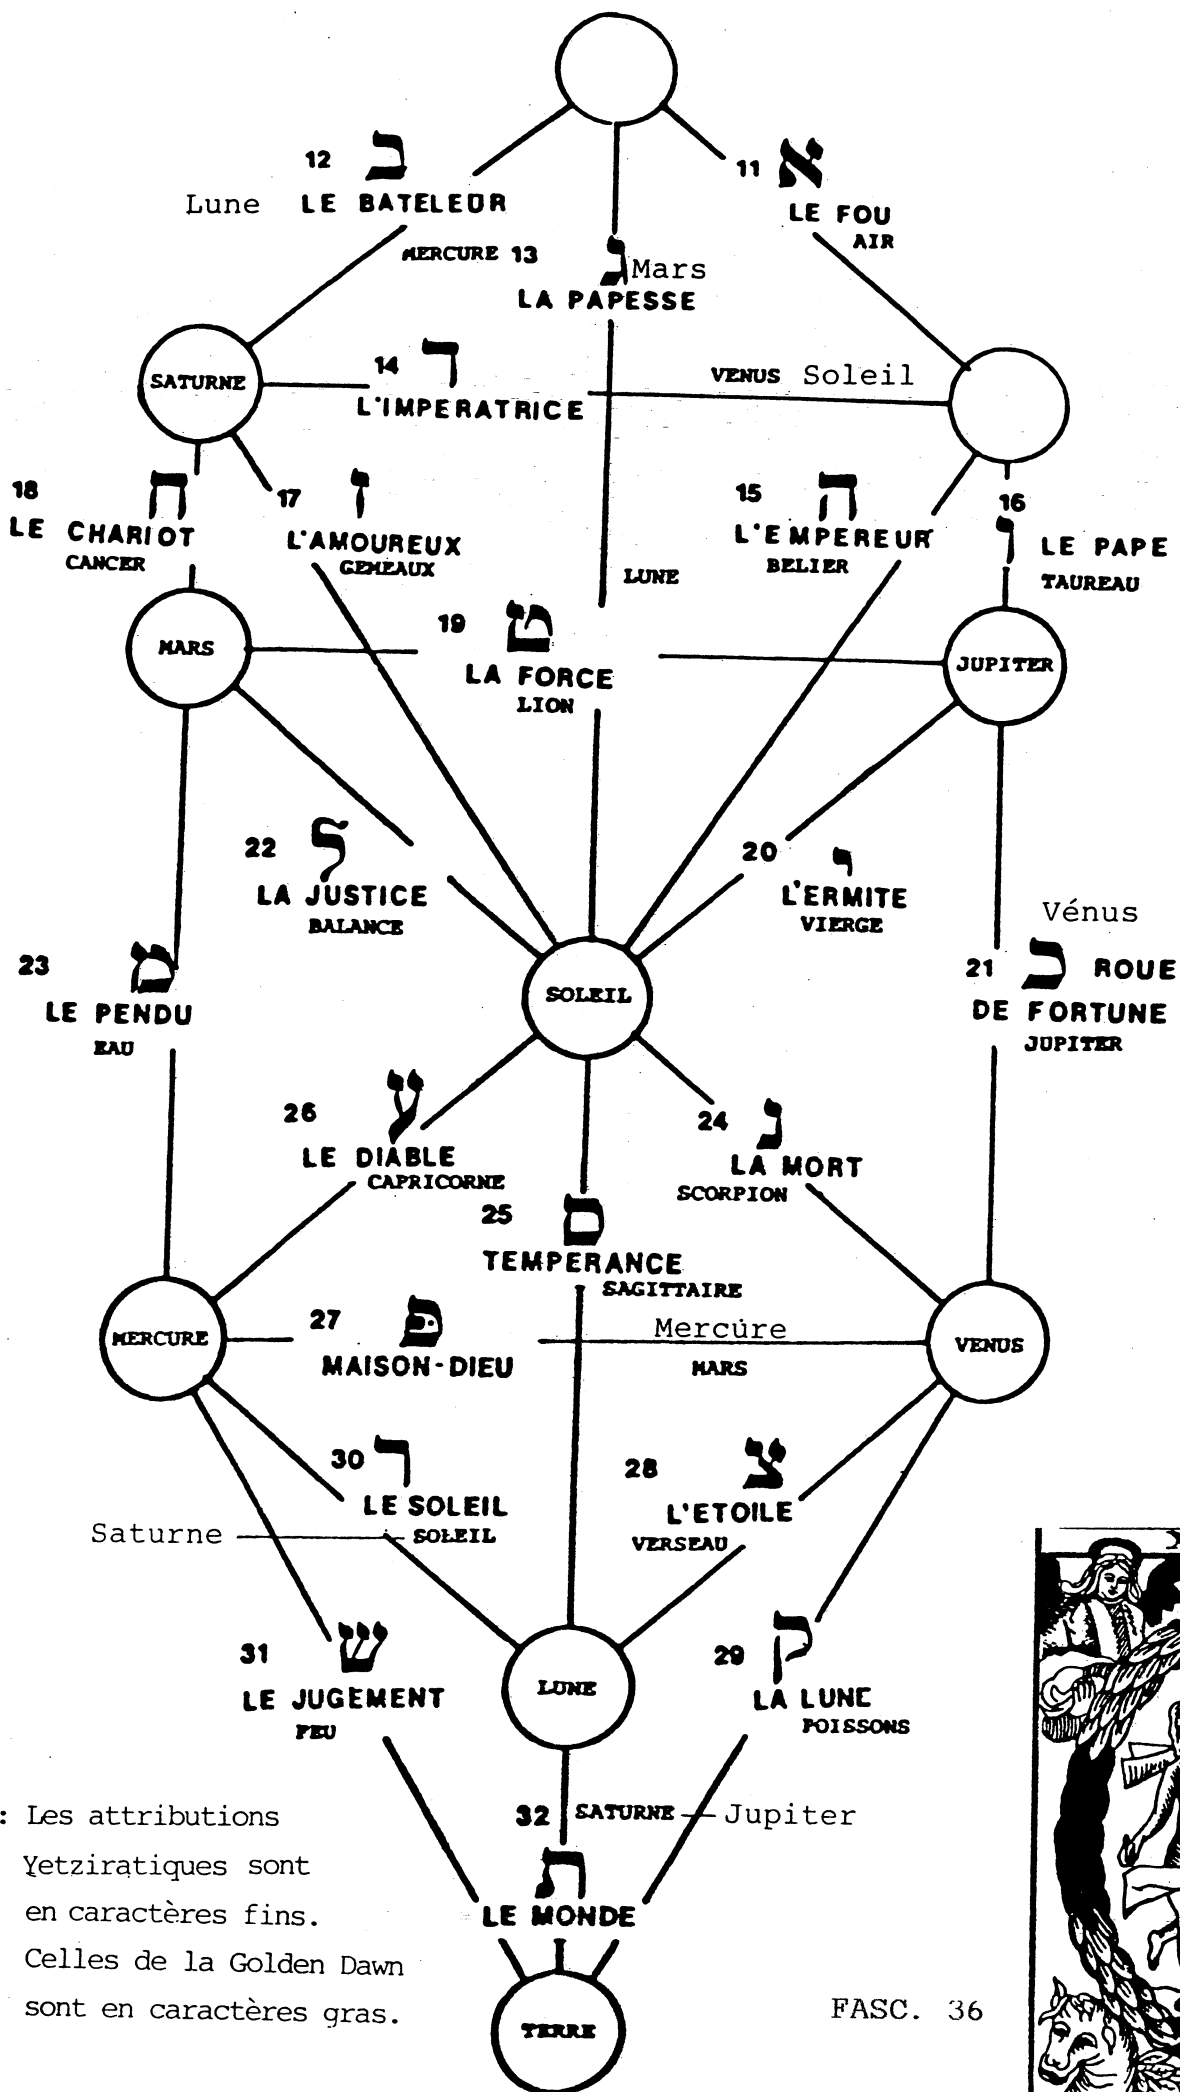 12 ב
11 א
Lune LE BATELEUR
LE FOU
AIR
MERCURE 13 ג Mars
LA PAPESSE
SATURNE
14 ד
VENUS Soleil
L'IMPERATRICE
18 ח
LE CHARIOT
CANCER
17 ז
L'AMOUREUX
GEMEAUX
15 ה
L'EMPEREUR
BELIER
16
ו LE PAPE
TAUREAU
LUNE
MARS
19 ט
LA FORCE
LION
JUPITER
22 ל
LA JUSTICE
BALANCE
20 י
L'ERMITE
VIERGE
Vénus
23 מ
LE PENDU
EAU
SOLEIL
21 כ ROUE
DE FORTUNE
JUPITER
26 ע
LE DIABLE
CAPRICORNE
24 נ
LA MORT
SCORPION
25 ם
TEMPERANCE
SAGITTAIRE
MERCURE
27 פ
MAISON-DIEU
Mercure
MARS
VENUS
30 ר
LE SOLEIL
Saturne SOLEIL
28 צ
L'ETOILE
VERSEAU
31 ש
LE JUGEMENT
FEU
LUNE
29 ק
LA LUNE
POISSONS
32 SATURNE Jupiter
ת
LE MONDE
TERRE
: Les attributions
Yetziratiques sont
en caractères fins.
Celles de la Golden Dawn
sont en caractères gras.
FASC. 36